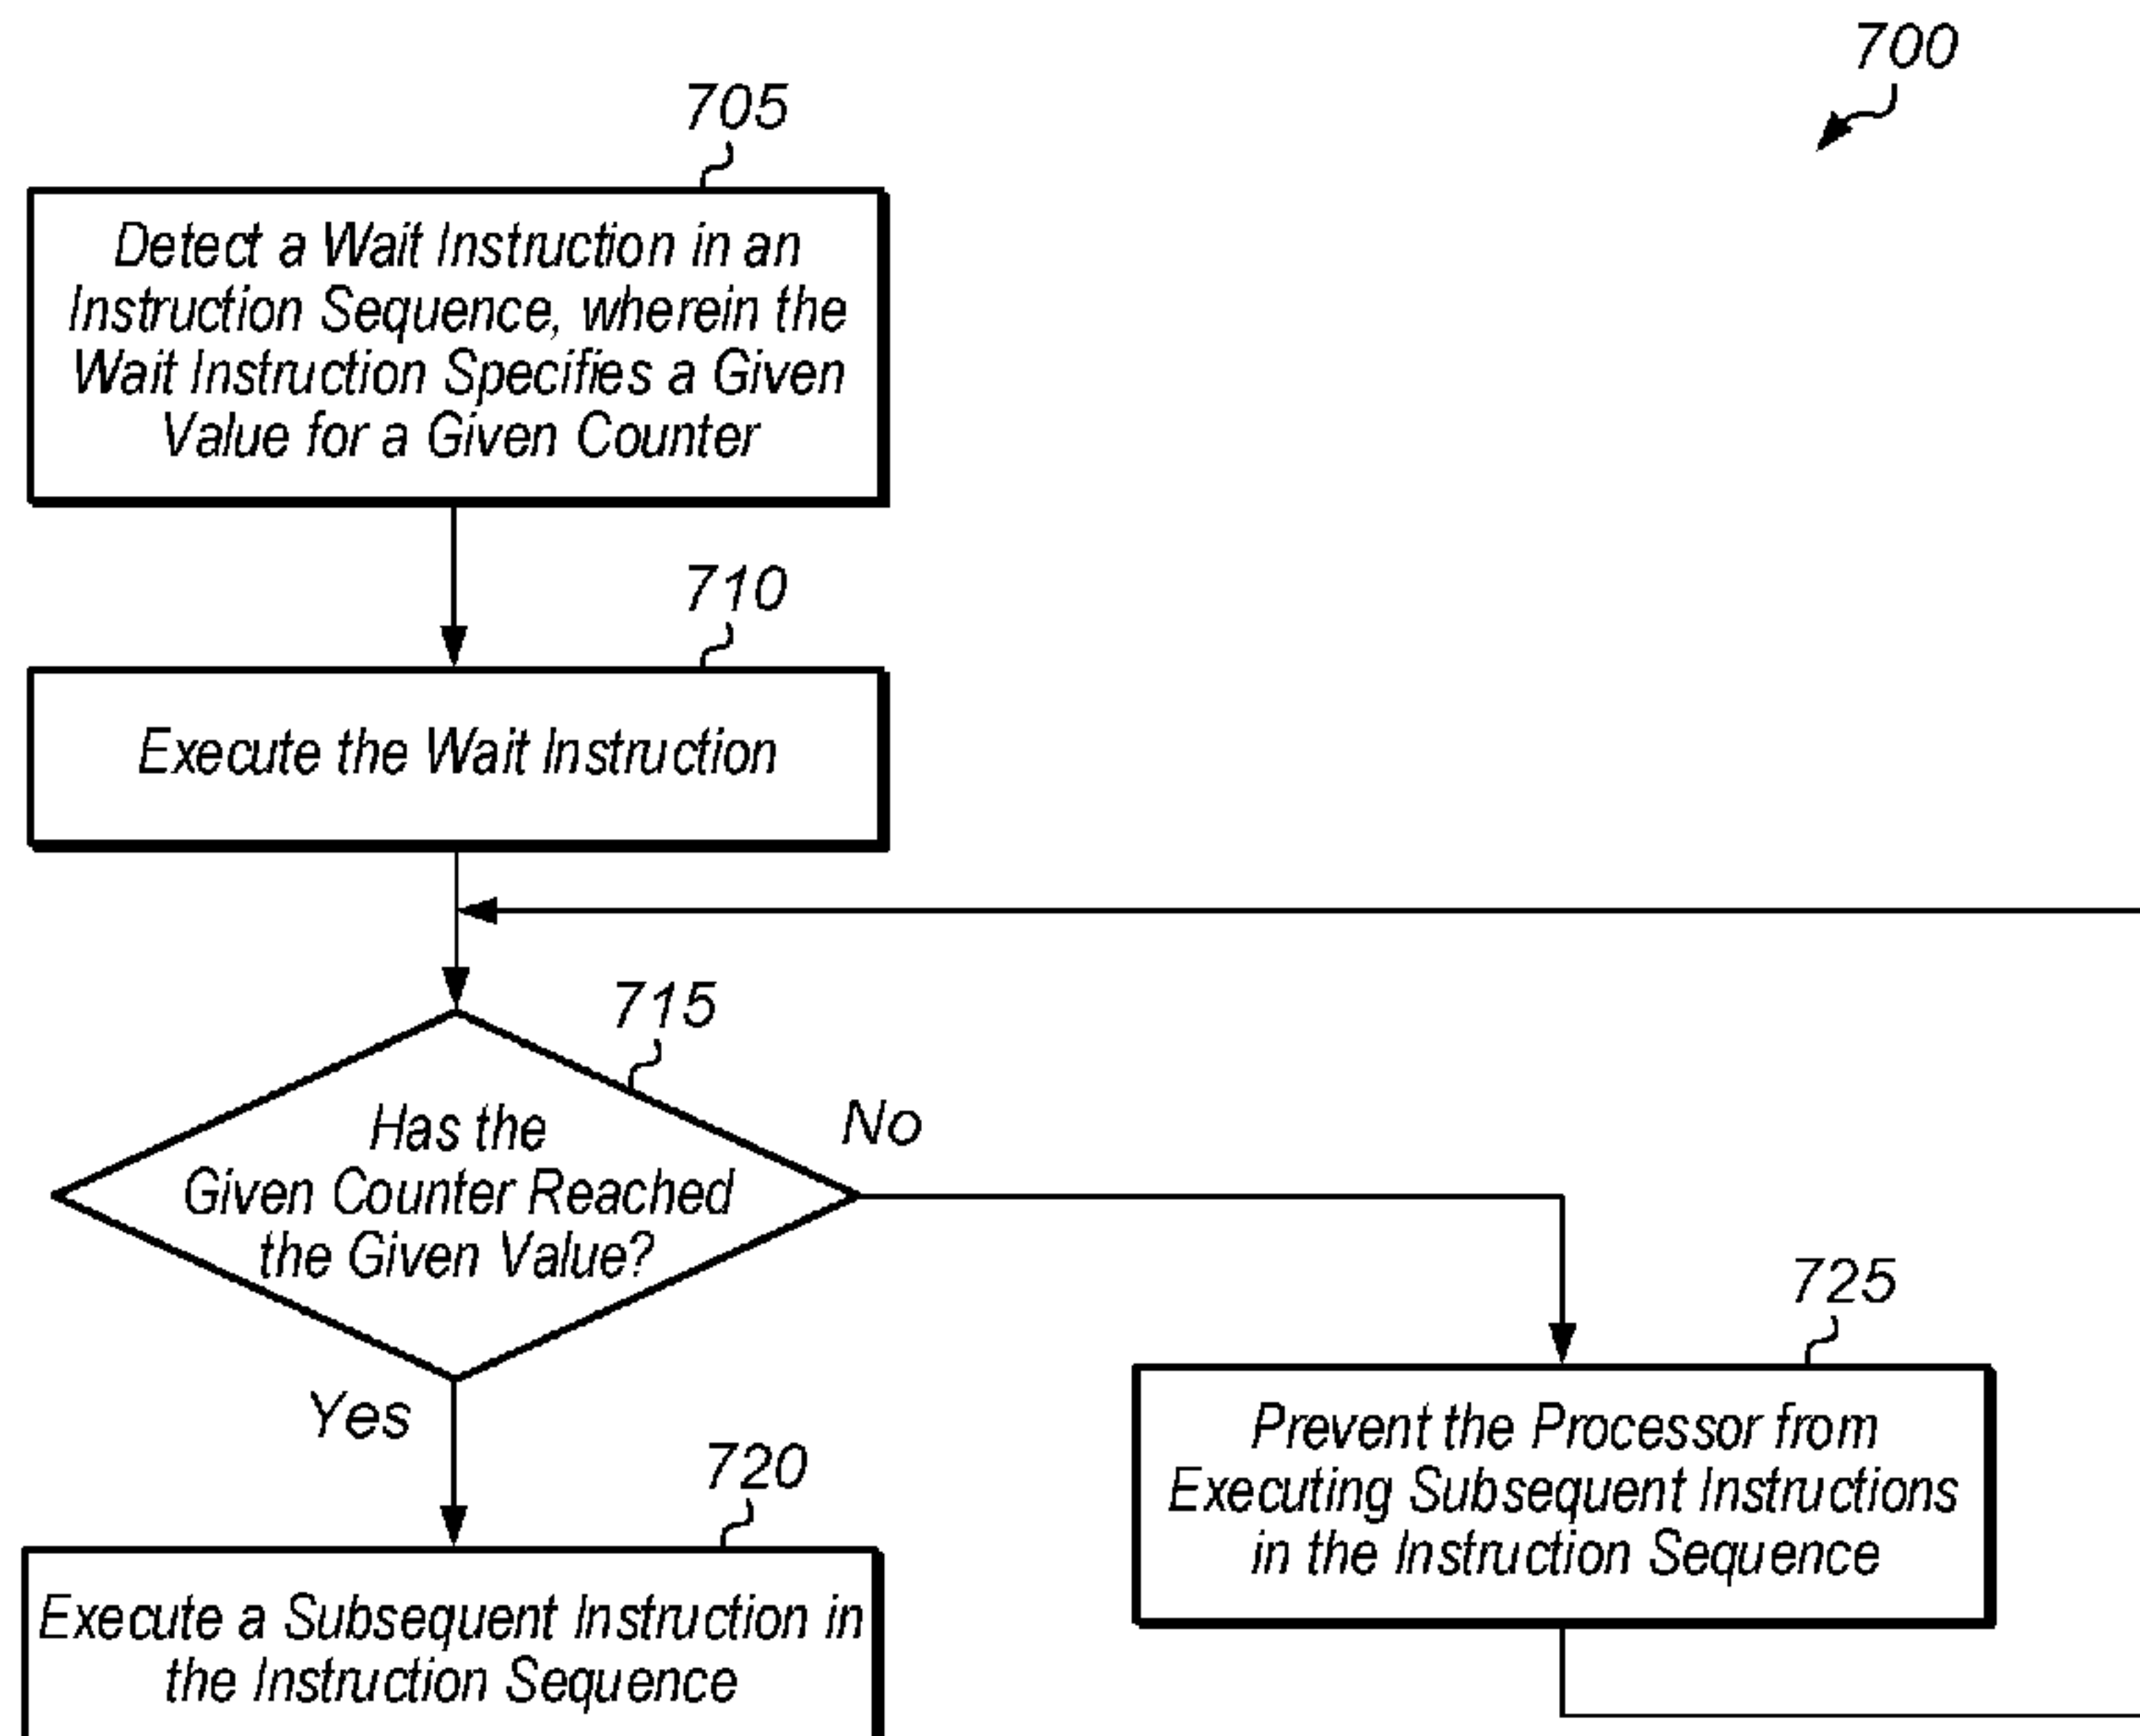 700
705
Detect a Wait Instruction in an
Instruction Sequence, wherein the
Wait Instruction Specifies a Given
Value for a Given Counter
710
Execute the Wait Instruction
715
Has the
Given Counter Reached
the Given Value?
No
Yes
725
Prevent the Processor from
Executing Subsequent Instructions
in the Instruction Sequence
720
Execute a Subsequent Instruction in
the Instruction Sequence